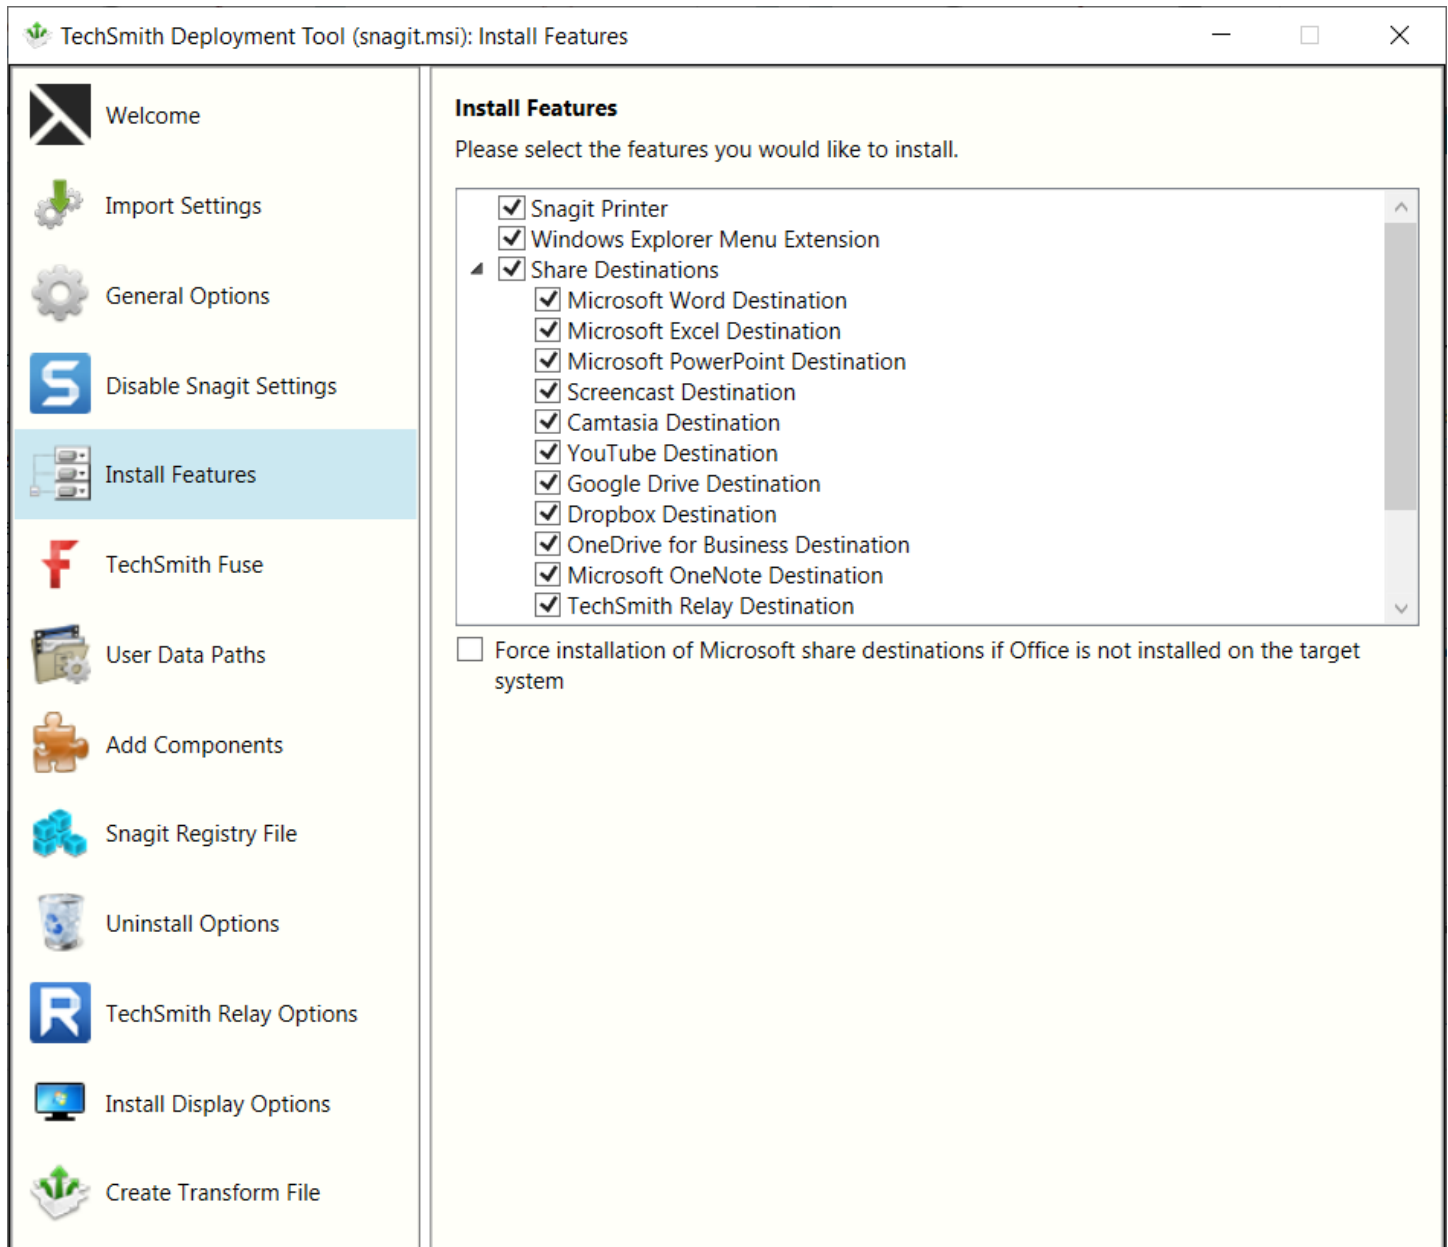 TechSmith Deployment Tool (snagit.msi): Install Features
Welcome
Import Settings
General Options
Disable Snagit Settings
Install Features
TechSmith Fuse
User Data Paths
Add Components
Snagit Registry File
Uninstall Options
TechSmith Relay Options
Install Display Options
Create Transform File
Install Features
Please select the features you would like to install.
Snagit Printer
Windows Explorer Menu Extension
Share Destinations
Microsoft Word Destination
Microsoft Excel Destination
Microsoft PowerPoint Destination
Screencast Destination
Camtasia Destination
YouTube Destination
Google Drive Destination
Dropbox Destination
OneDrive for Business Destination
Microsoft OneNote Destination
TechSmith Relay Destination
Force installation of Microsoft share destinations if Office is not installed on the target
system